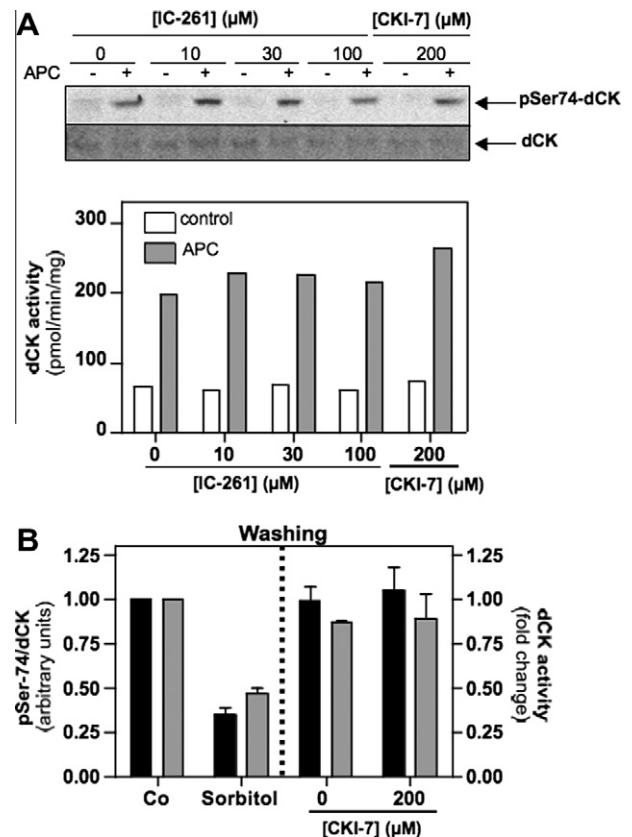 A
[IC-261] (µM) [CKI-7] (µM)
0 10 30 100 200
APC - + - + - + - + - +
pSer74-dCK
dCK
300
200
100
0
dCK activity
(pmol/min/mg)
control
APC
0 10 30 100 200
[IC-261] (µM) [CKI-7] (µM)
B
Washing
1.25 1.25
1.00 1.00
0.75 0.75
0.50 0.50
0.25 0.25
0.00 0.00
pSer-74/dCK
(arbitrary units)
dCK activity
(fold change)
Co Sorbitol 0 200
[CKI-7] (µM)